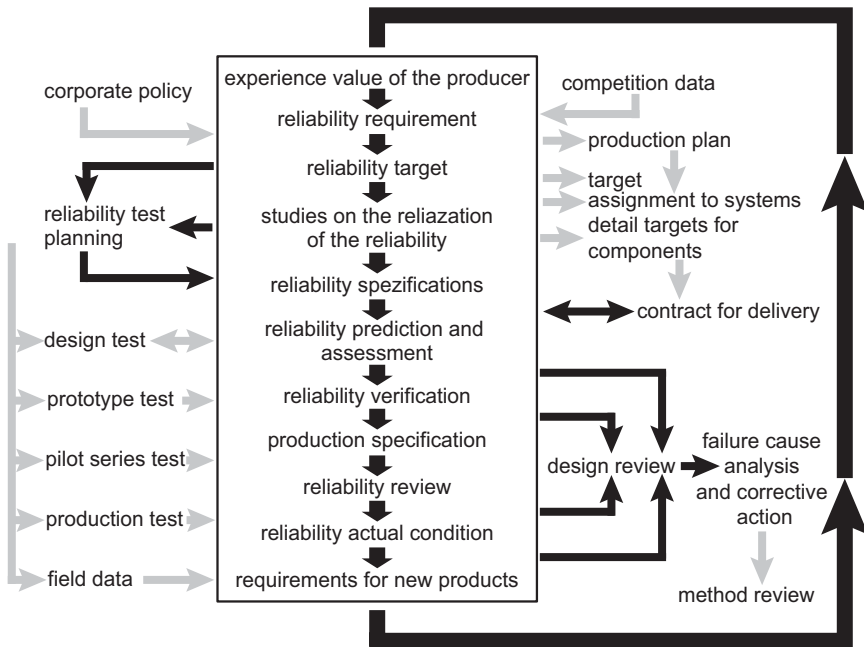 experience value of the producer
reliability requirement
reliability target
studies on the reliazation
of the reliability
reliability spezifications
reliability prediction and
assessment
reliability verification
production specification
reliability review
reliability actual condition
requirements for new products
corporate policy
reliability test
planning
design test
prototype test
pilot series test
production test
field data
competition data
production plan
target
assignment to systems
detail targets for
components
contract for delivery
design review
failure cause
analysis
and corrective
action
method review